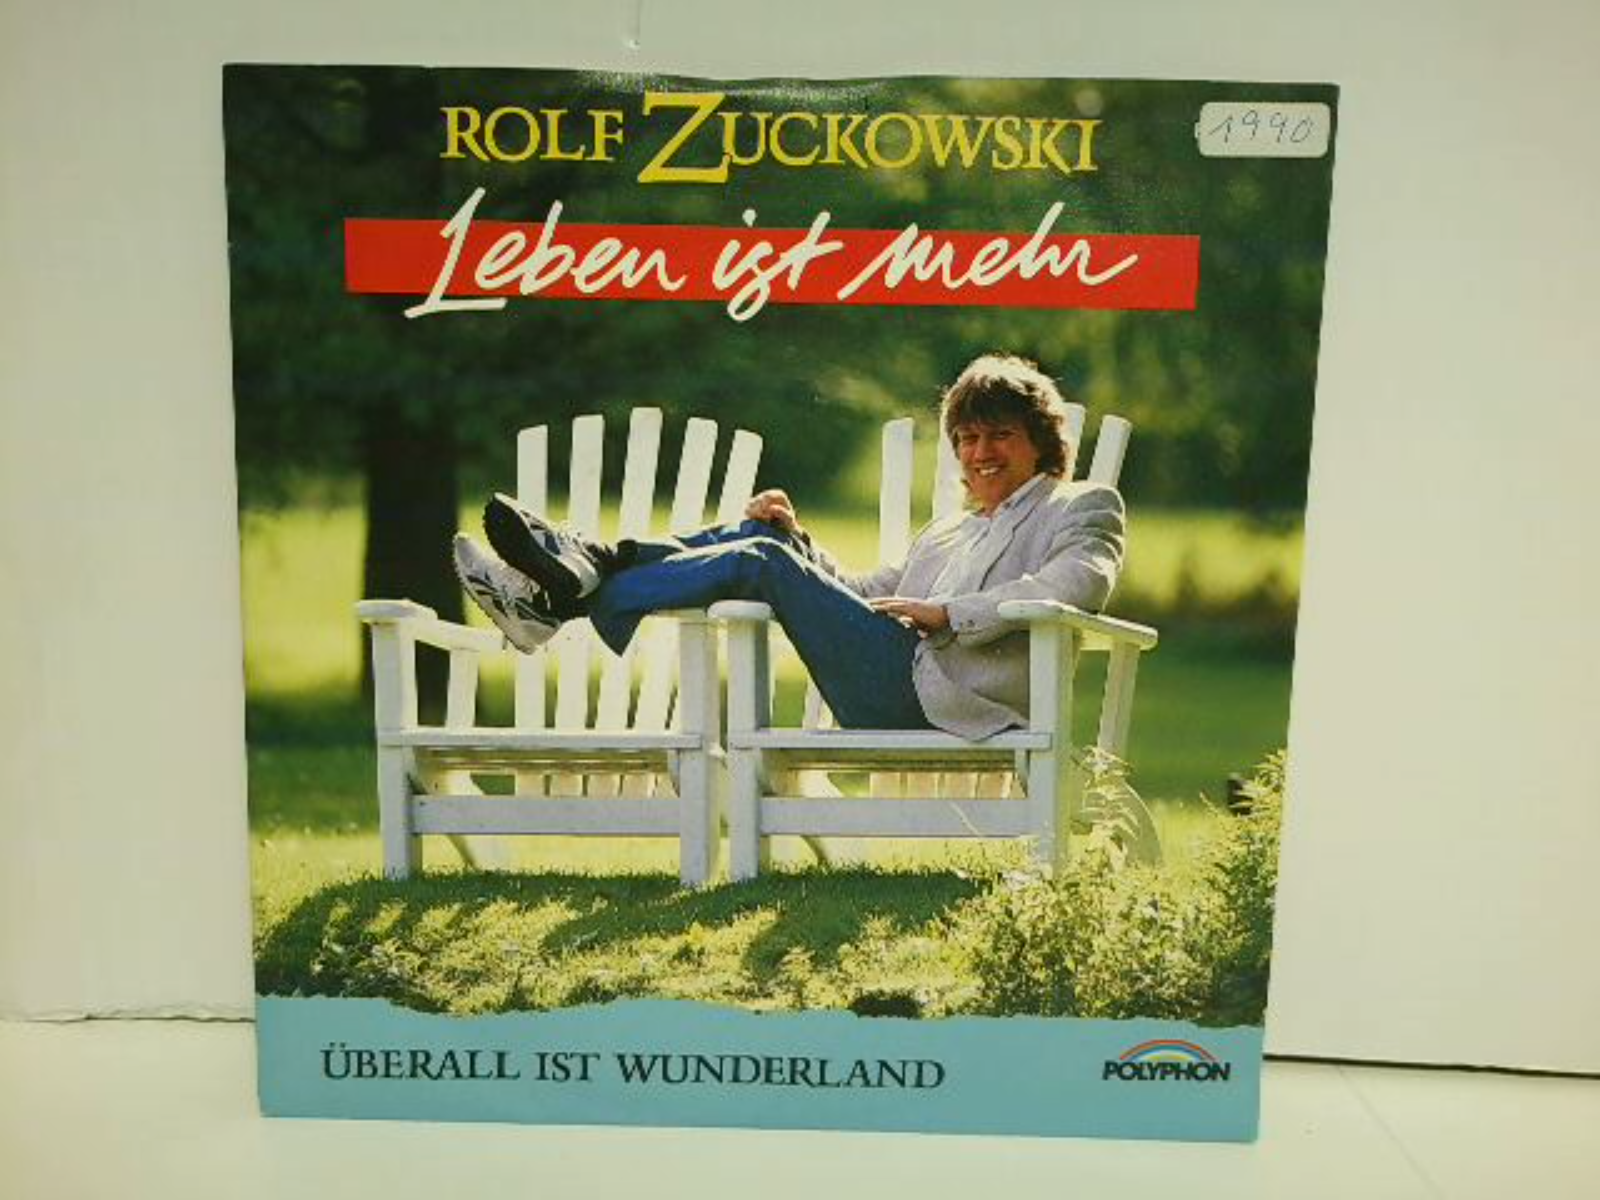 ROLF ZUCKOWSKI
1990
Leben ist mehr
ÜBERALL IST WUNDERLAND
POLYPHON